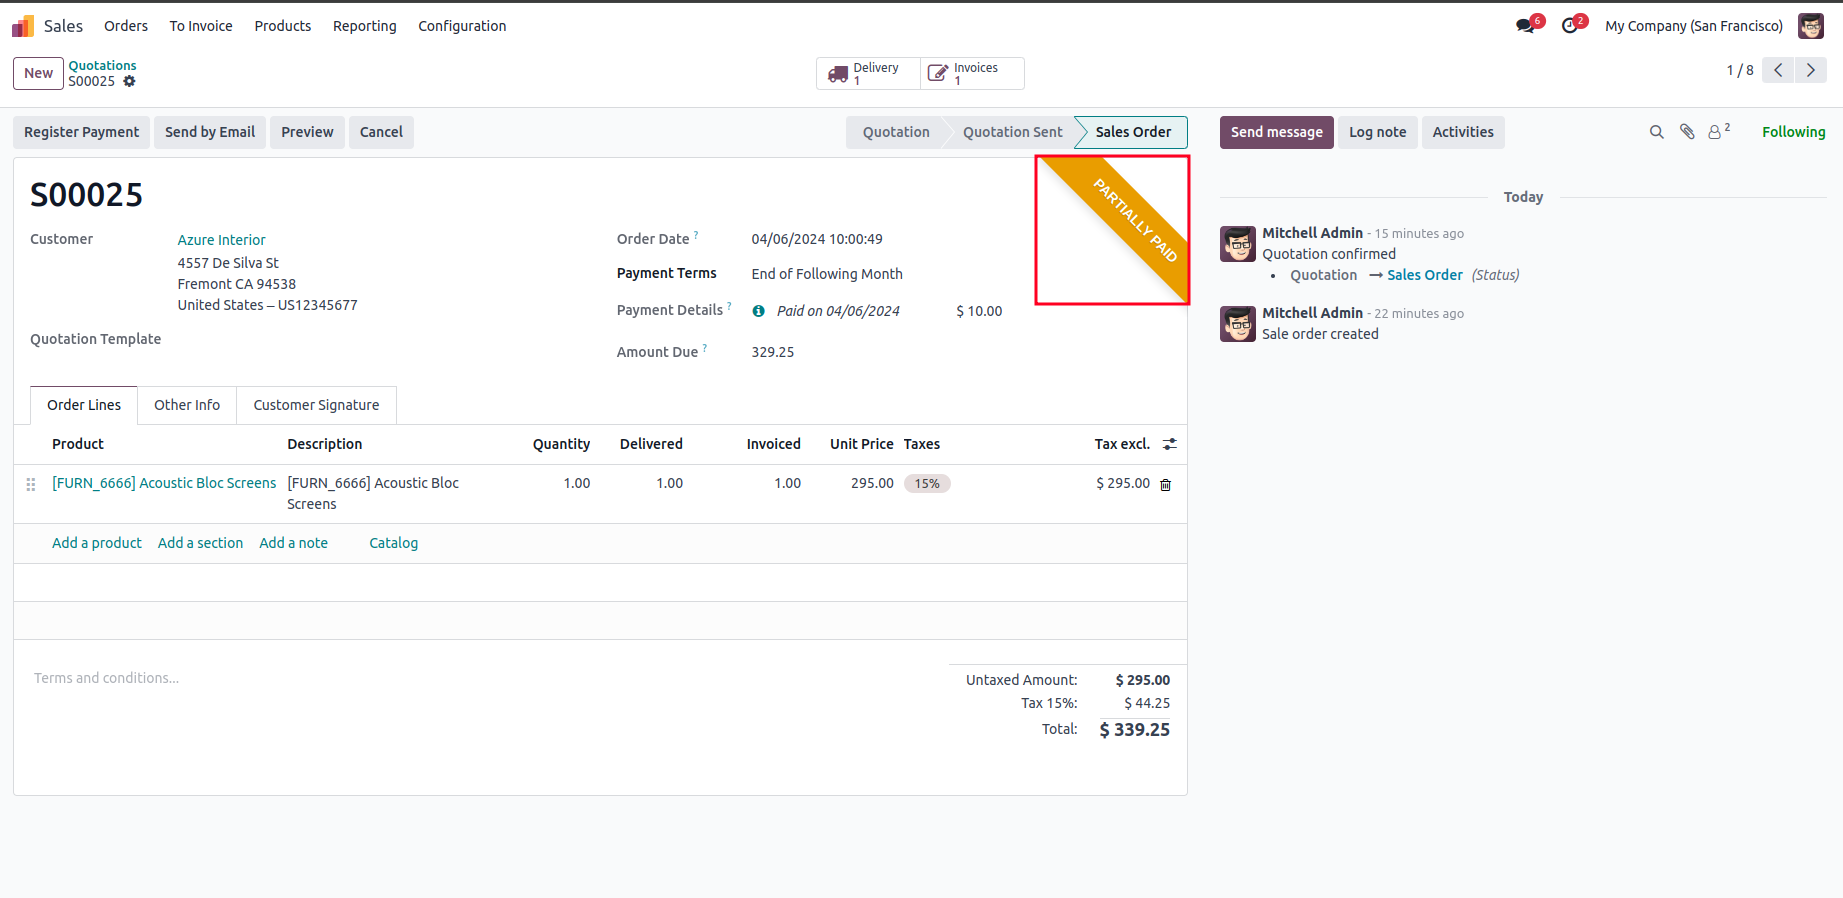 Sales Orders To Invoice Products Reporting Configuration 6 2 My Company (San Francisco)
New Quotations
S00025
Delivery
1
Invoices
1
1 / 8
Register Payment Send by Email Preview Cancel Quotation Quotation Sent Sales Order Send message Log note Activities 2 Following
PARTIALLY PAID
S00025
Customer Azure Interior
4557 De Silva St
Fremont CA 94538
United States – US12345677
Quotation Template
Order Date ? 04/06/2024 10:00:49
Payment Terms End of Following Month
Payment Details ? Paid on 04/06/2024 $ 10.00
Amount Due ? 329.25
Order Lines Other Info Customer Signature
Product Description Quantity Delivered Invoiced Unit Price Taxes Tax excl.
[FURN_6666] Acoustic Bloc Screens [FURN_6666] Acoustic Bloc 1.00 1.00 1.00 295.00 15% $ 295.00
Screens
Add a product Add a section Add a note Catalog
Terms and conditions...
Untaxed Amount: $ 295.00
Tax 15%: $ 44.25
Total: $ 339.25
Today
Mitchell Admin - 15 minutes ago
Quotation confirmed
• Quotation → Sales Order (Status)
Mitchell Admin - 22 minutes ago
Sale order created